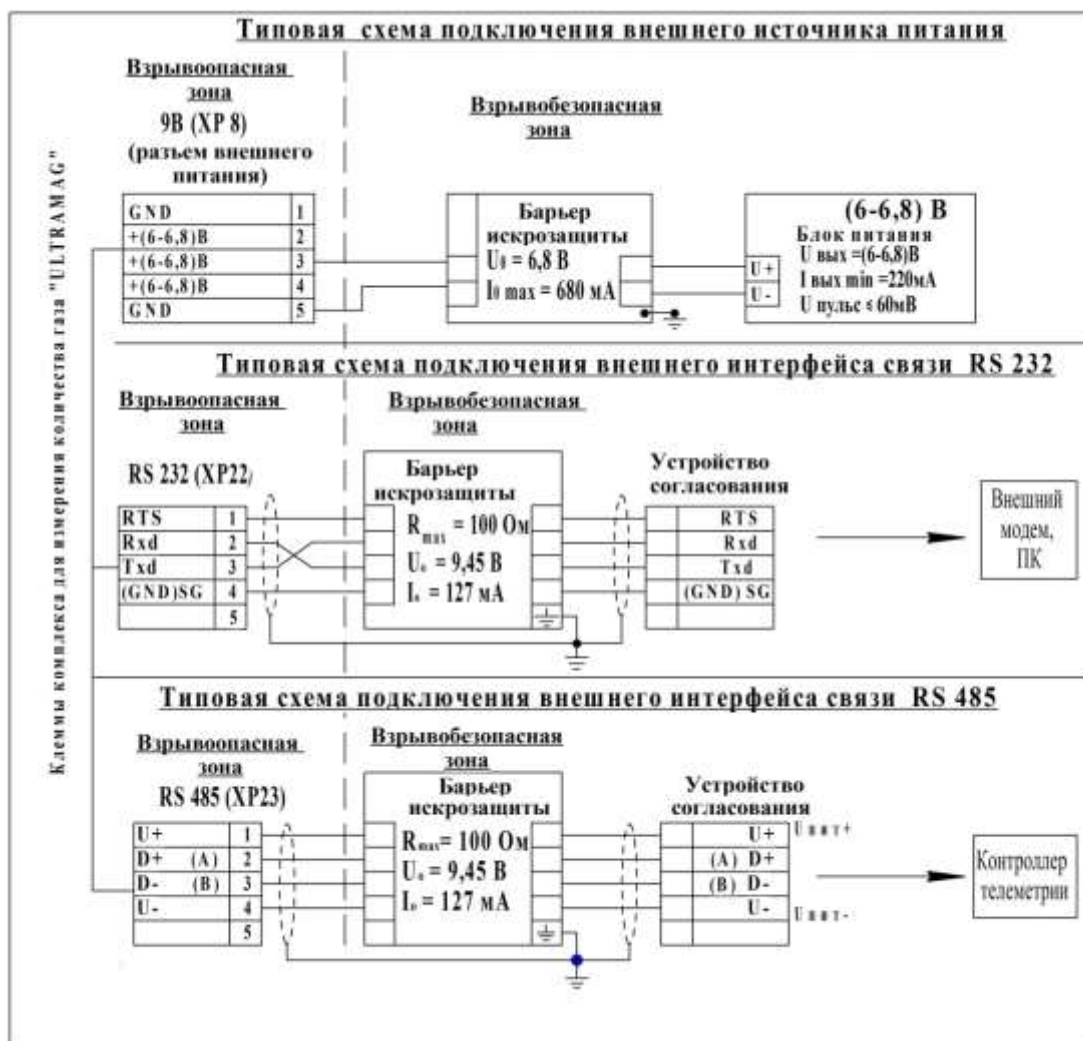 Типовая схема подключения внешнего источника питания
Взрывоопасная
зона
9В (XP 8)
(разъем внешнего
питания)
Взрывобезопасная
зона
GND 1
+(6-6,8)В 2
+(6-6,8)В 3
+(6-6,8)В 4
GND 5
Барьер
искрозащиты
U0 = 6,8 В
I0 max = 680 мА
(6-6,8) В
Блок питания
U вых =(6-6,8)В
I вых min =220мА
U пульс ≤ 60мВ
U+
U-
Клеммы комплекса для измерения количества газа "ULTRAMAG"
Типовая схема подключения внешнего интерфейса связи RS 232
Взрывоопасная
зона
Взрывобезопасная
зона
RS 232 (XP22)
RTS 1
Rxd 2
Txd 3
(GND)SG 4
5
Барьер
искрозащиты
Rmax = 100 Ом
U0 = 9,45 В
I0 = 127 мА
Устройство
согласования
RTS
Rxd
Txd
(GND) SG
Внешний
модем,
ПК
Типовая схема подключения внешнего интерфейса связи RS 485
Взрывоопасная
зона
Взрывобезопасная
зона
RS 485 (XP23)
U+ 1
D+ (A) 2
D- (B) 3
U- 4
5
Барьер
искрозащиты
Rmax= 100 Ом
U0 = 9,45 В
I0 = 127 мА
Устройство
согласования
U+ Uпит+
(A) D+
(B) D-
U- Uпит-
Контроллер
телеметрии